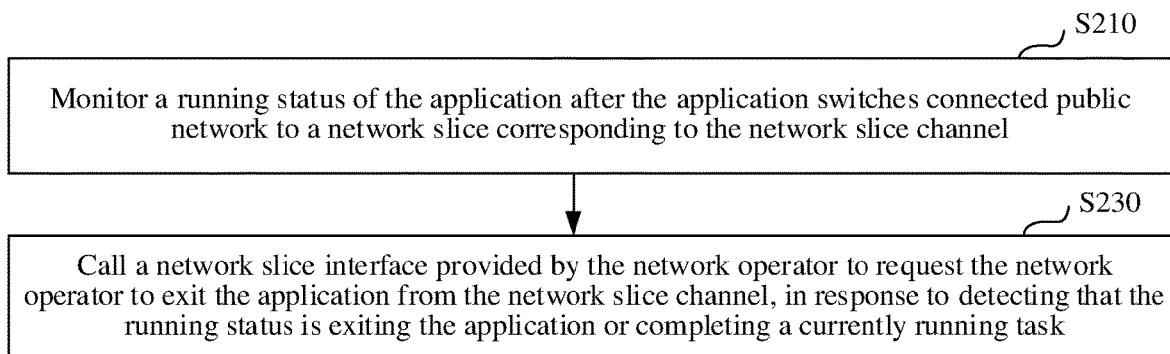 S210
Monitor a running status of the application after the application switches connected public
network to a network slice corresponding to the network slice channel
S230
Call a network slice interface provided by the network operator to request the network
operator to exit the application from the network slice channel, in response to detecting that the
running status is exiting the application or completing a currently running task